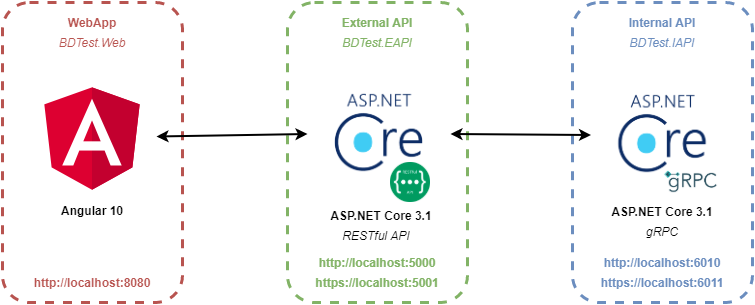 WebApp
BDTest.Web
A
Angular 10
http://localhost:8080
External API
BDTest.EAPI
ASP.NET
Core
RESTful
{•••}
API
ASP.NET Core 3.1
RESTful API
http://localhost:5000
https://localhost:5001
Internal API
BDTest.IAPI
ASP.NET
Core
gRPC
ASP.NET Core 3.1
gRPC
http://localhost:6010
https://localhost:6011